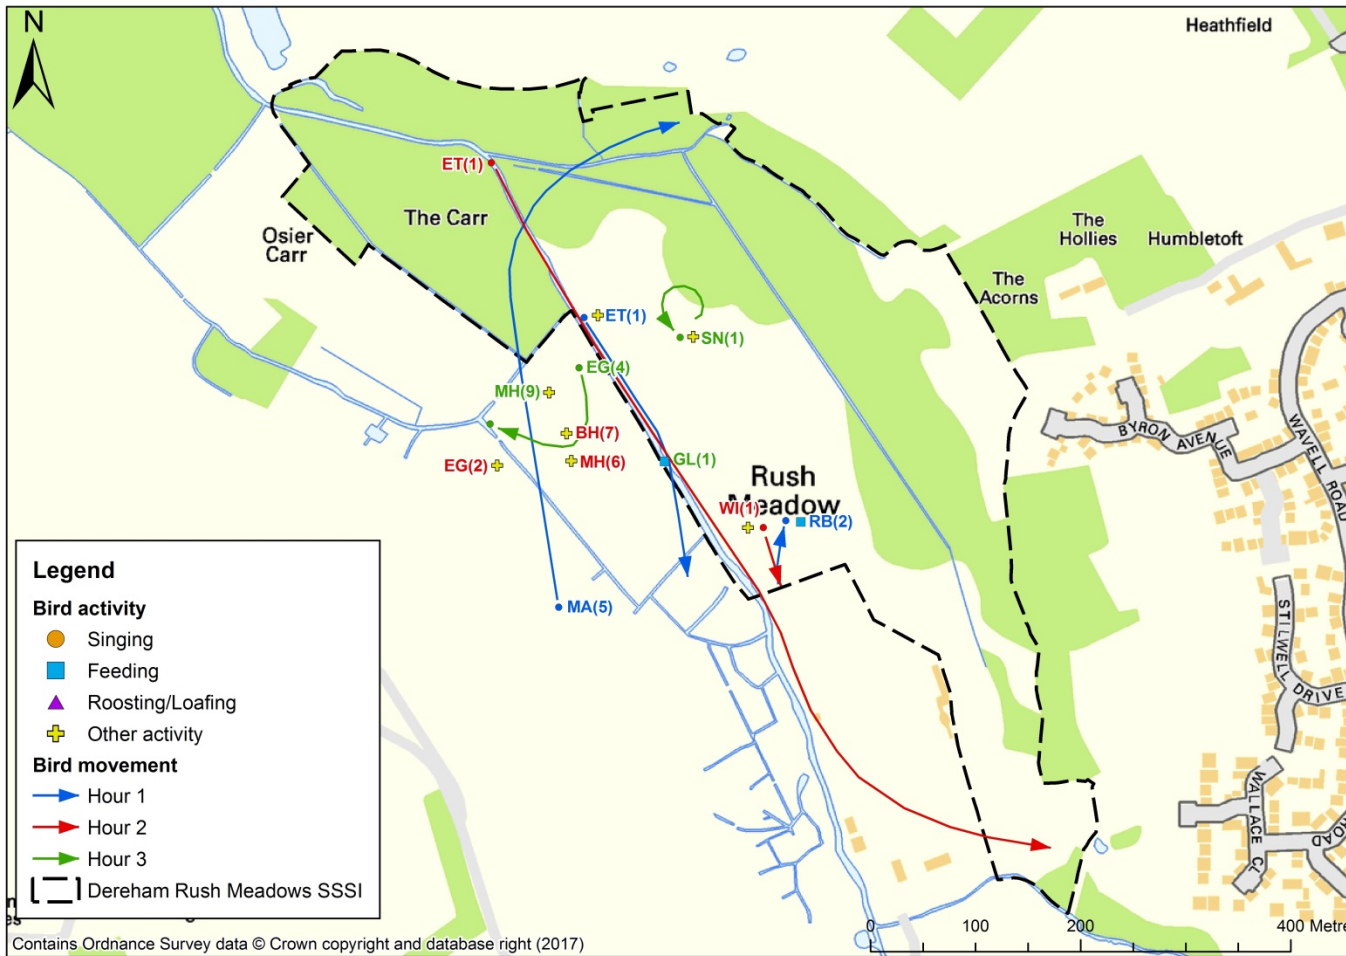 N
Heathfield
ET(1)
The Carr
Osier
Carr
The
Hollies
Humbletoft
The
Acorns
ET(1)
SN(1)
EG(4)
MH(9)
BH(7)
MH(6)
EG(2)
GL(1)
Rush
Meadow
WI(1)
RB(2)
MA(5)
BYRON AVENUE
WAVELL ROAD
STILWELL DRIVE
WALLACE CL
ROAD
Legend
Bird activity
Singing
Feeding
Roosting/Loafing
Other activity
Bird movement
Hour 1
Hour 2
Hour 3
Dereham Rush Meadows SSSI
0 100 200 400 Metre
Contains Ordnance Survey data © Crown copyright and database right (2017)